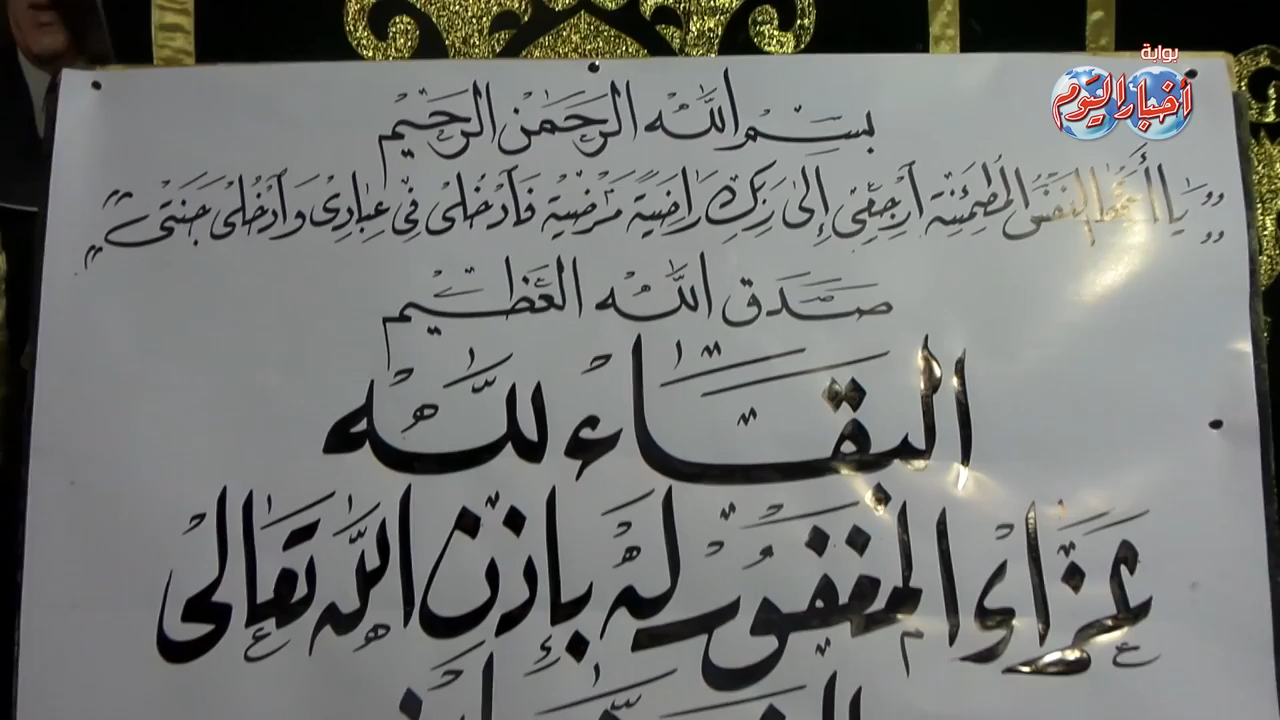 بوابة
أخبار اليوم
بسم الله الرحمن الرحيم
"يا أيتها النفس المطمئنة ارجعي إلى ربك راضية مرضية فادخلي في عبادي وادخلي جنتي"
صدق الله العظيم
البقاء لله
عزاء المغفور له بإذن الله تعالى